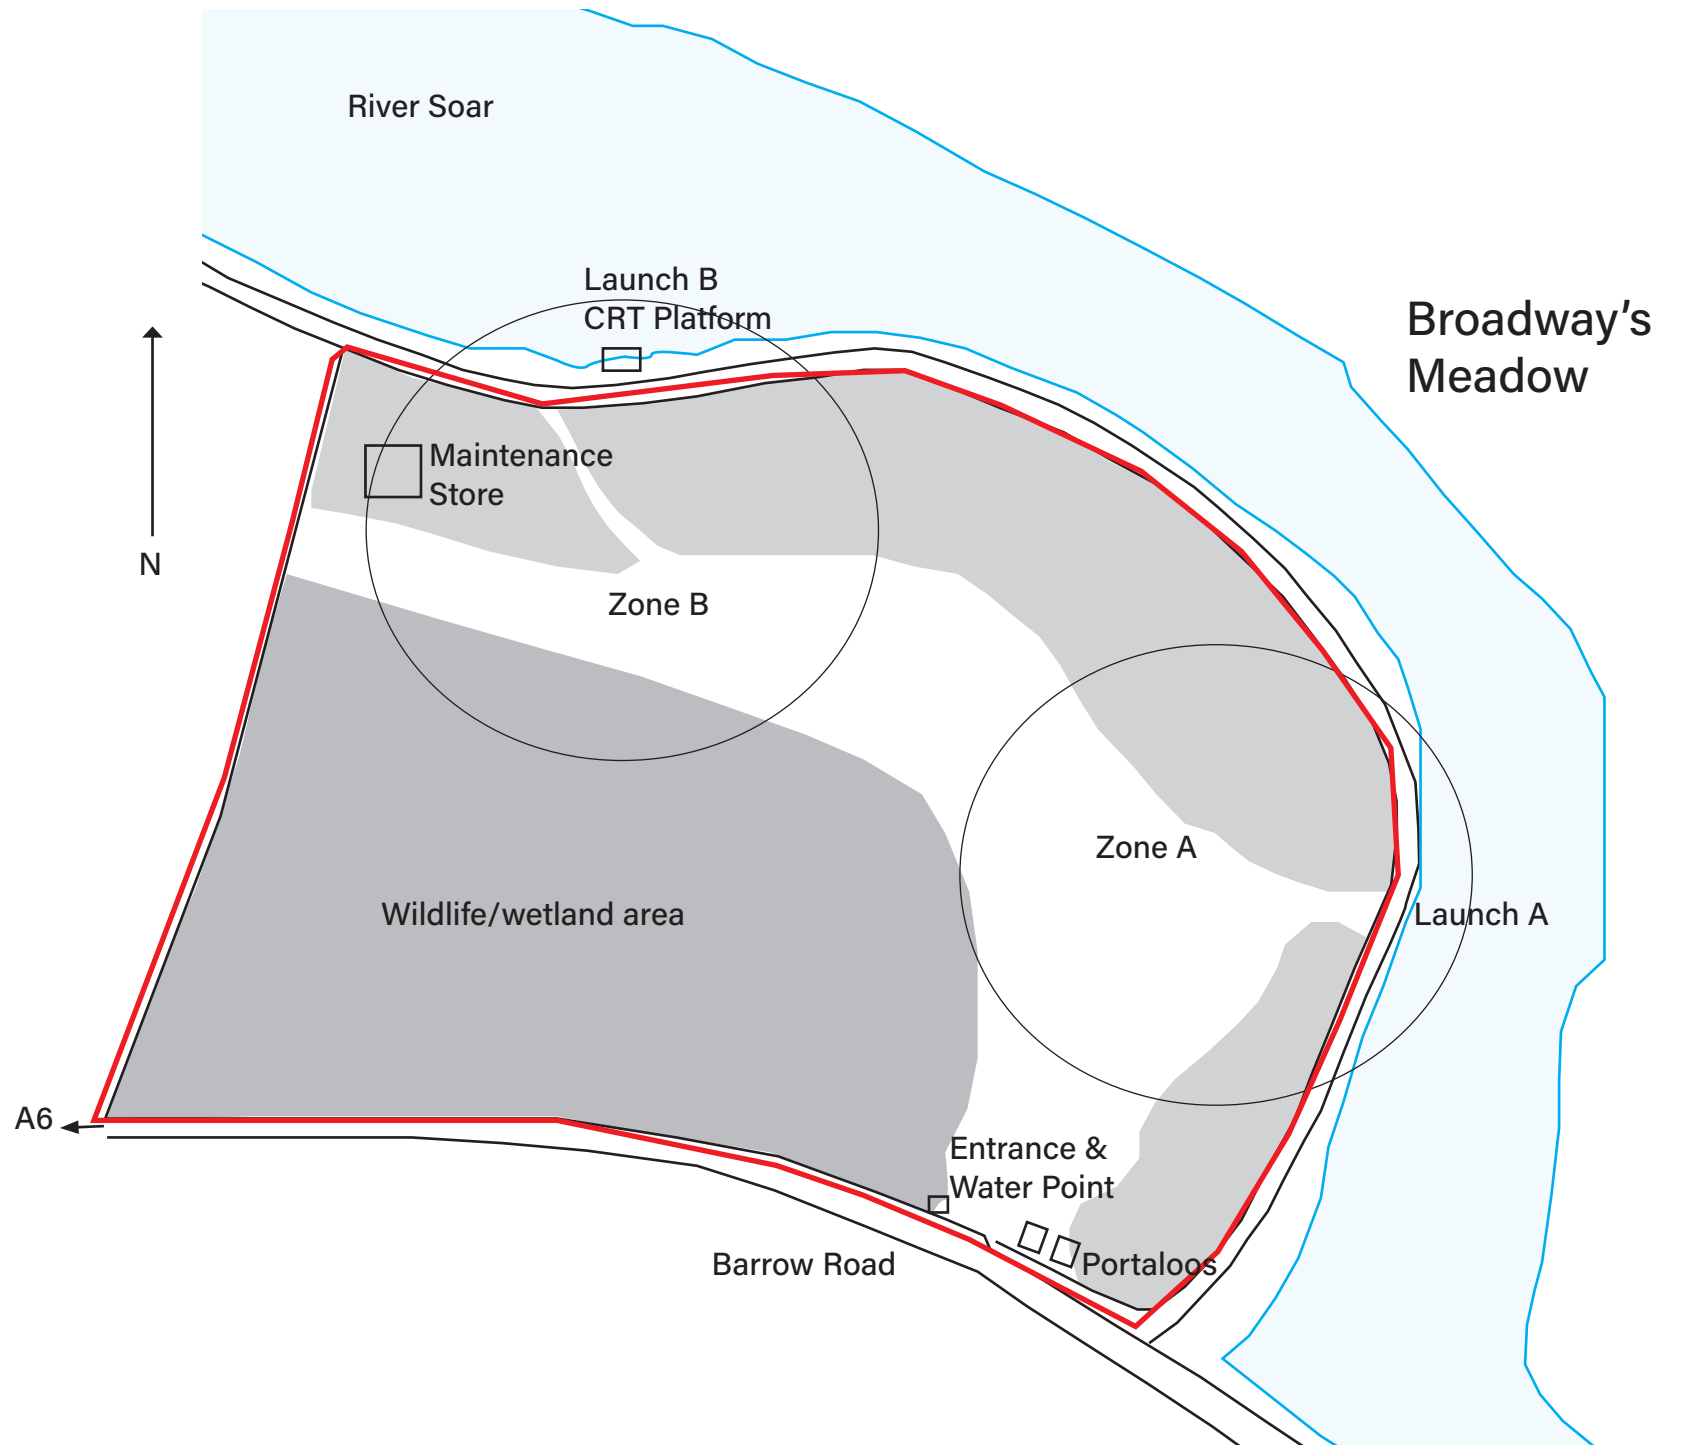 River Soar
Launch B
CRT Platform
Broadway’s
Meadow
Maintenance
Store
N
Zone B
Zone A
Wildlife/wetland area
Launch A
A6
Entrance &
Water Point
Barrow Road
Portaloos